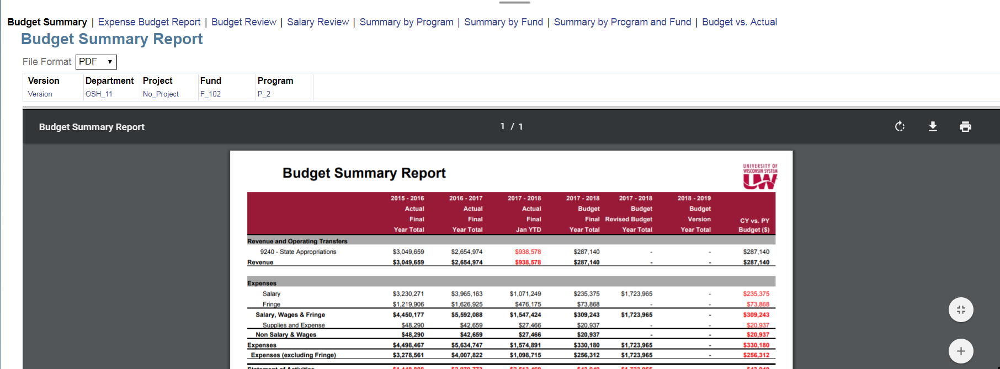 Budget Summary | Expense Budget Report | Budget Review | Salary Review | Summary by Program | Summary by Fund | Summary by Program and Fund | Budget vs. Actual
Budget Summary Report
File Format PDF
Version Department Project Fund Program
Version OSH_11 No_Project F_102 P_2
Budget Summary Report 1 / 1
Budget Summary Report
UNIVERSITY OF
WISCONSIN SYSTEM
UW
2015 - 2016 2016 - 2017 2017 - 2018 2017 - 2018 2017 - 2018 2018 - 2019
Actual Actual Actual Budget Budget Budget
Final Final Final Final Revised Budget Version CY vs. PY
Year Total Year Total Jan YTD Year Total Year Total Year Total Budget ($)
Revenue and Operating Transfers
9240 - State Appropriations $3,049,659 $2,654,974 $938,578 $287,140 - - $287,140
Revenue $3,049,659 $2,654,974 $938,578 $287,140 - - $287,140
Expenses
Salary $3,230,271 $3,965,163 $1,071,249 $235,375 $1,723,965 - $235,375
Fringe $1,219,906 $1,626,925 $476,175 $73,868 - - $73,868
Salary, Wages & Fringe $4,450,177 $5,592,088 $1,547,424 $309,243 $1,723,965 - $309,243
Supplies and Expense $48,290 $42,659 $27,466 $20,937 - - $20,937
Non Salary & Wages $48,290 $42,659 $27,466 $20,937 - - $20,937
Expenses $4,498,467 $5,634,747 $1,574,891 $330,180 $1,723,965 - $330,180
Expenses (excluding Fringe) $3,278,561 $4,007,822 $1,098,715 $256,312 $1,723,965 - $256,312
Statement of Activities